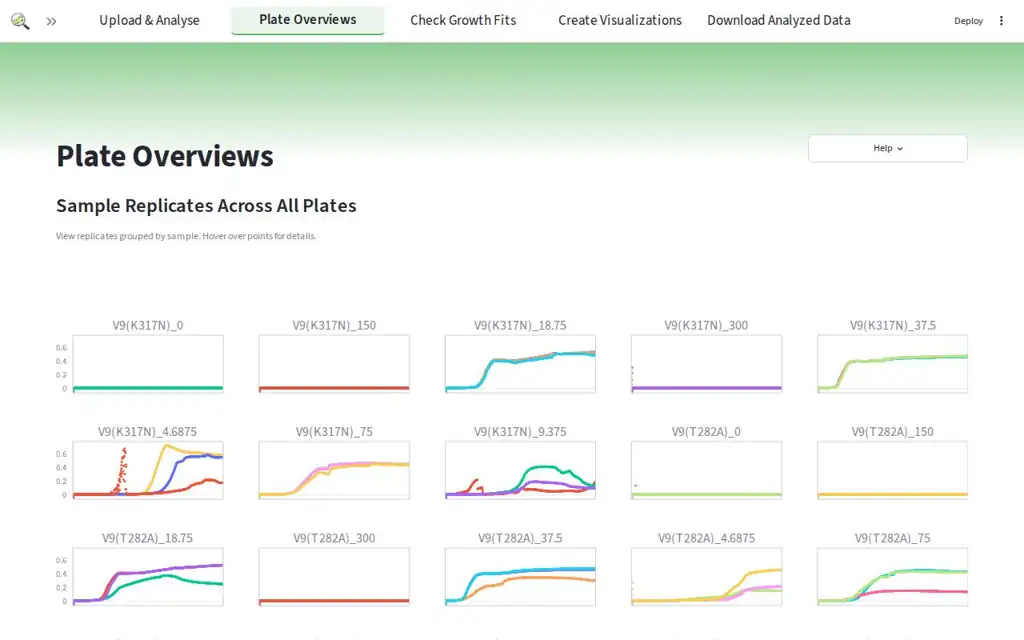 Upload & Analyse
Plate Overviews
Check Growth Fits
Create Visualizations
Download Analyzed Data
Deploy
Plate Overviews
Help
Sample Replicates Across All Plates
View replicates grouped by sample. Hover over points for details.
V9(K317N)_0
V9(K317N)_150
V9(K317N)_18.75
V9(K317N)_300
V9(K317N)_37.5
0.6
0.4
0.2
0
V9(K317N)_4.6875
V9(K317N)_75
V9(K317N)_9.375
V9(T282A)_0
V9(T282A)_150
0.6
0.4
0.2
0
V9(T282A)_18.75
V9(T282A)_300
V9(T282A)_37.5
V9(T282A)_4.6875
V9(T282A)_75
0.6
0.4
0.2
0